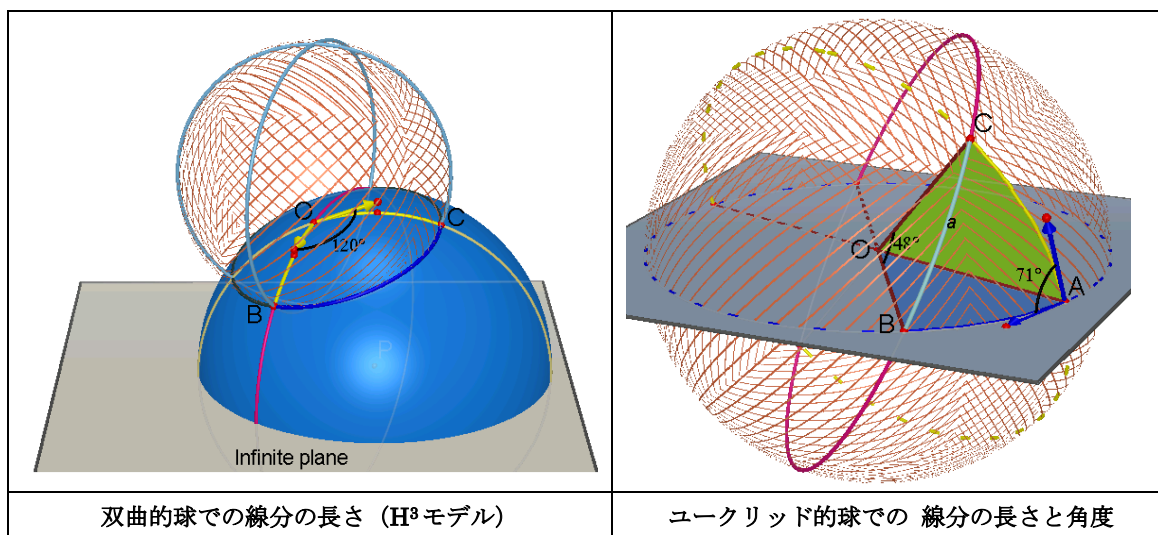 O
C
120°
B
P
Infinite plane
C
a
O
48°
71°
A
B
双曲的球での線分の長さ（H³モデル）
ユークリッド的球での 線分の長さと角度